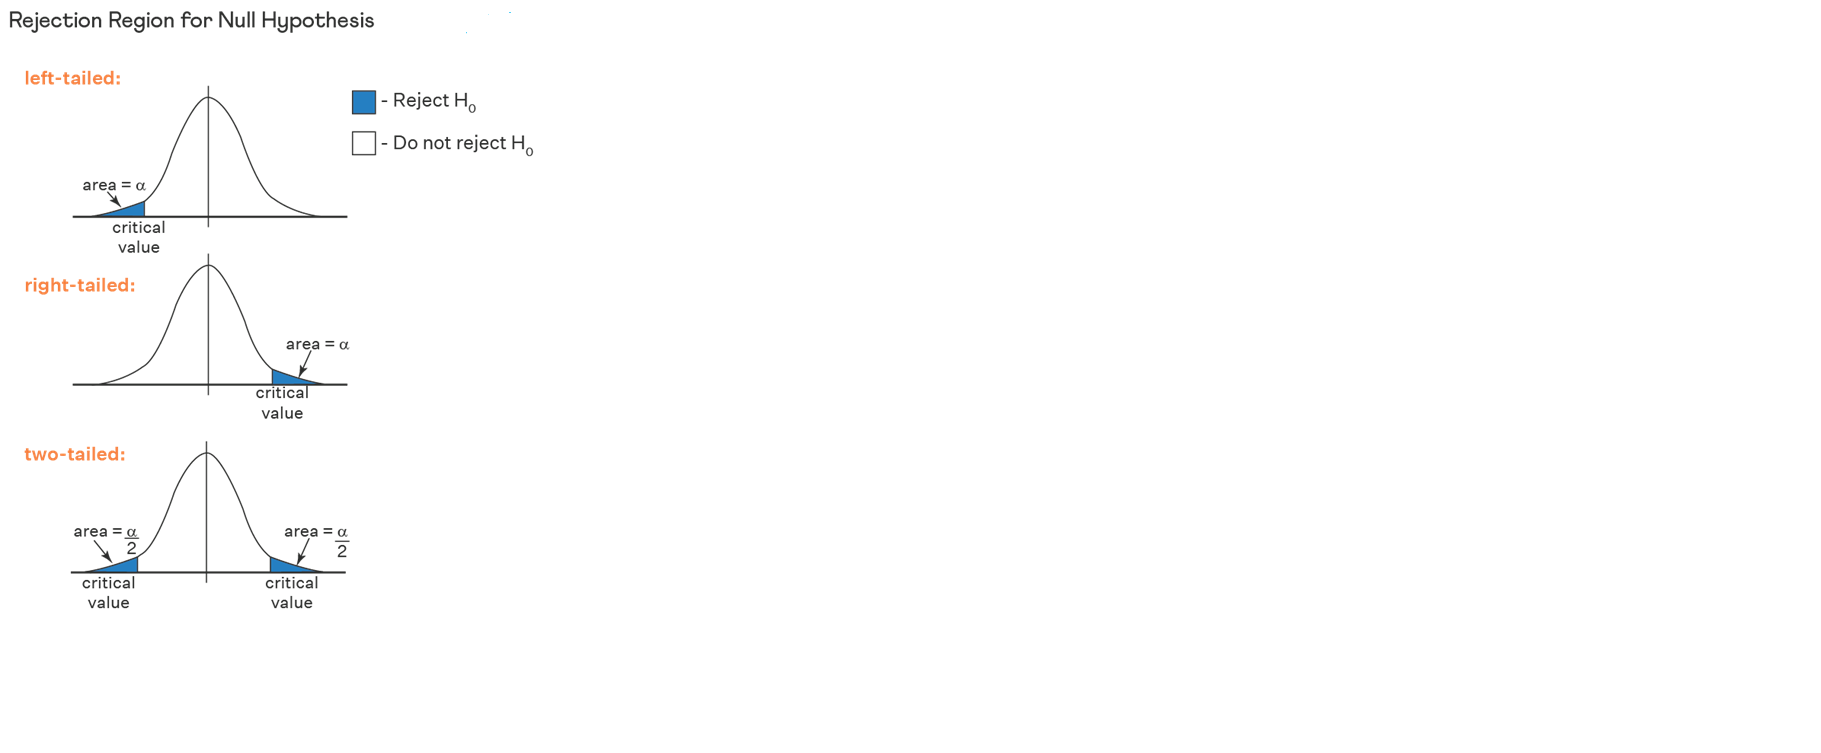 Rejection Region for Null Hypothesis
left-tailed:
- Reject H₀
- Do not reject H₀
area = α
critical
value
right-tailed:
area = α
critical
value
two-tailed:
area = α/2
area = α/2
critical
value
critical
value